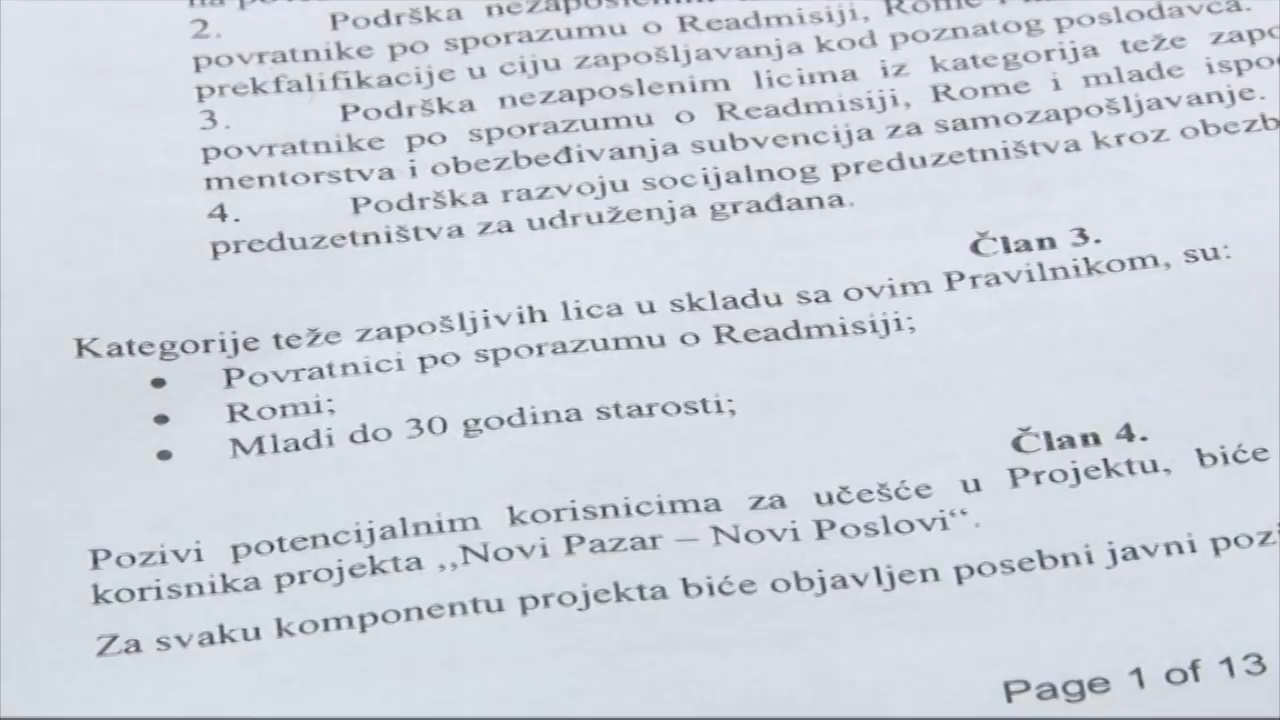 2. Podrška
povratnike po sporazumu o Readmisiji, Rome i
prekfalifikacije u ciju zapošljavanja kod poznatog poslodavca.
3. Podrška nezaposlenim licima iz kategorija teže
povratnike po sporazumu o Readmisiji, Rome i mlade
mentorstva i obezbeđivanja subvencija za samozapošljavanje.
4. Podrška razvoju socijalnog preduzetništva kroz
preduzetništva za udruženja građana.
Član 3.
Kategorije teže zapošljivih lica u skladu sa ovim Pravilnikom, su:
• Povratnici po sporazumu o Readmisiji;
• Romi;
• Mladi do 30 godina starosti;
Član 4.
Pozivi potencijalnim korisnicima za učešće u Projektu, biće
korisnika projekta ,,Novi Pazar – Novi Poslovi“.
Za svaku komponentu projekta biće objavljen posebni javni
Page 1 of 13